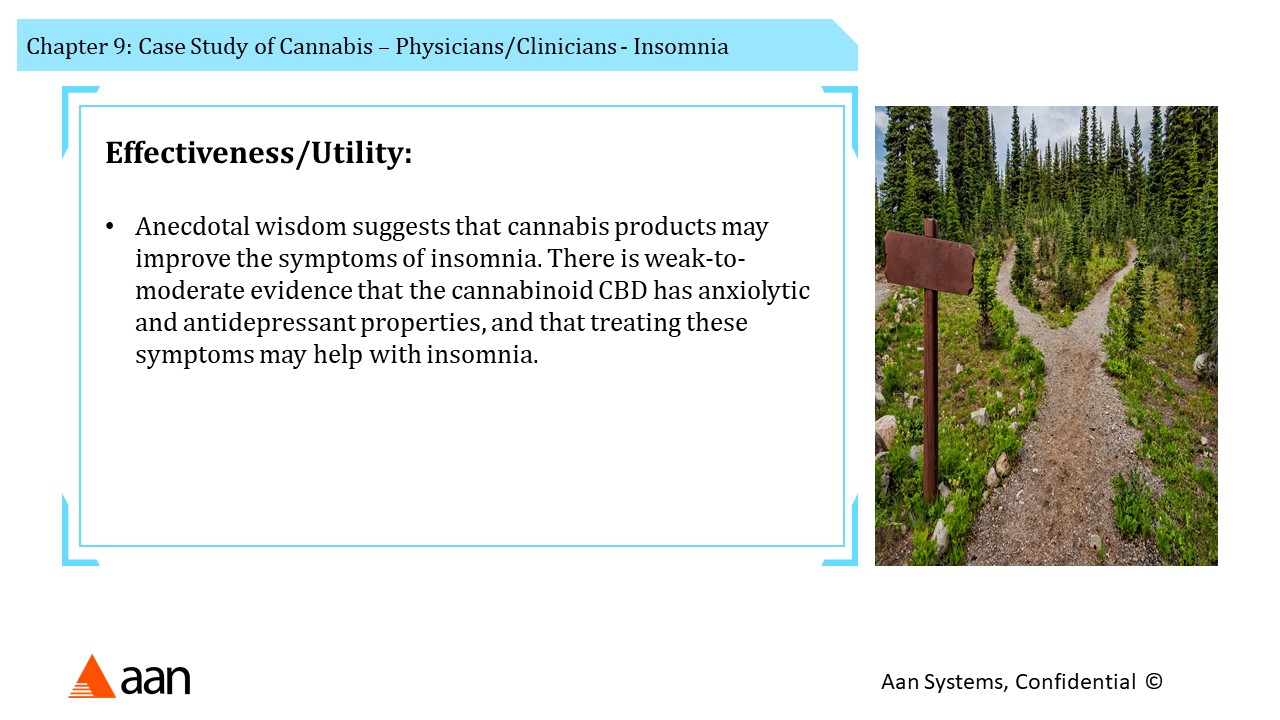 Chapter 9: Case Study of Cannabis – Physicians/Clinicians - Insomnia
Effectiveness/Utility:
• Anecdotal wisdom suggests that cannabis products may
improve the symptoms of insomnia. There is weak-to-
moderate evidence that the cannabinoid CBD has anxiolytic
and antidepressant properties, and that treating these
symptoms may help with insomnia.
aan
Aan Systems, Confidential ©